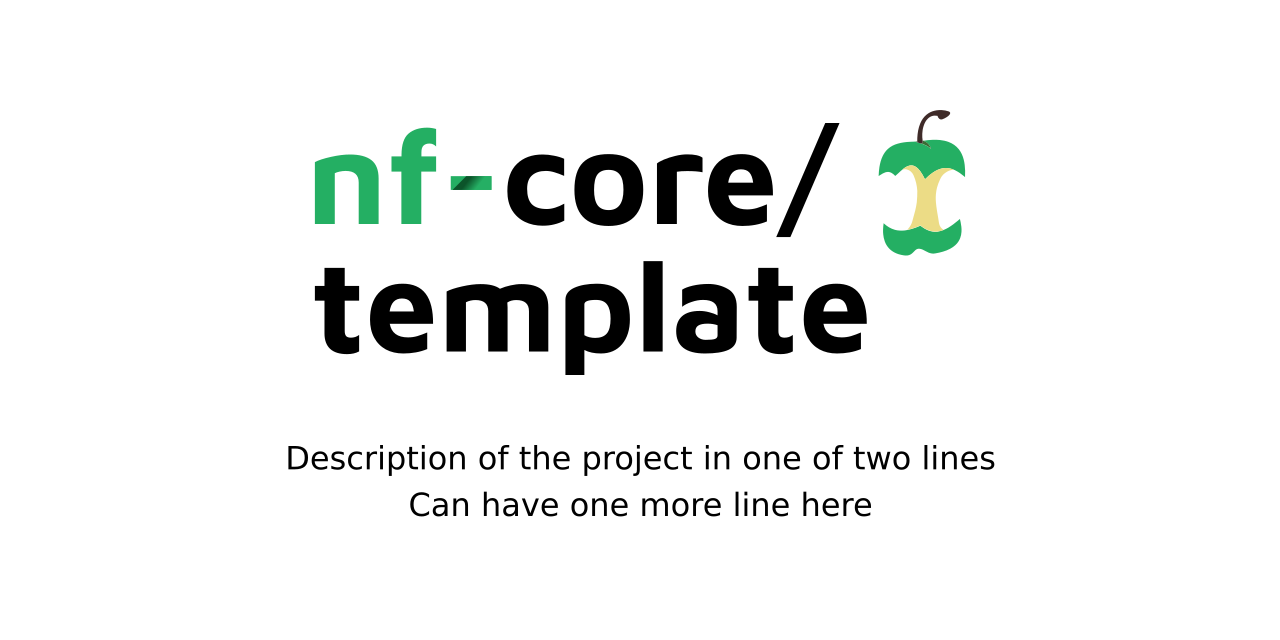 nf-core/
template
Description of the project in one of two lines
Can have one more line here